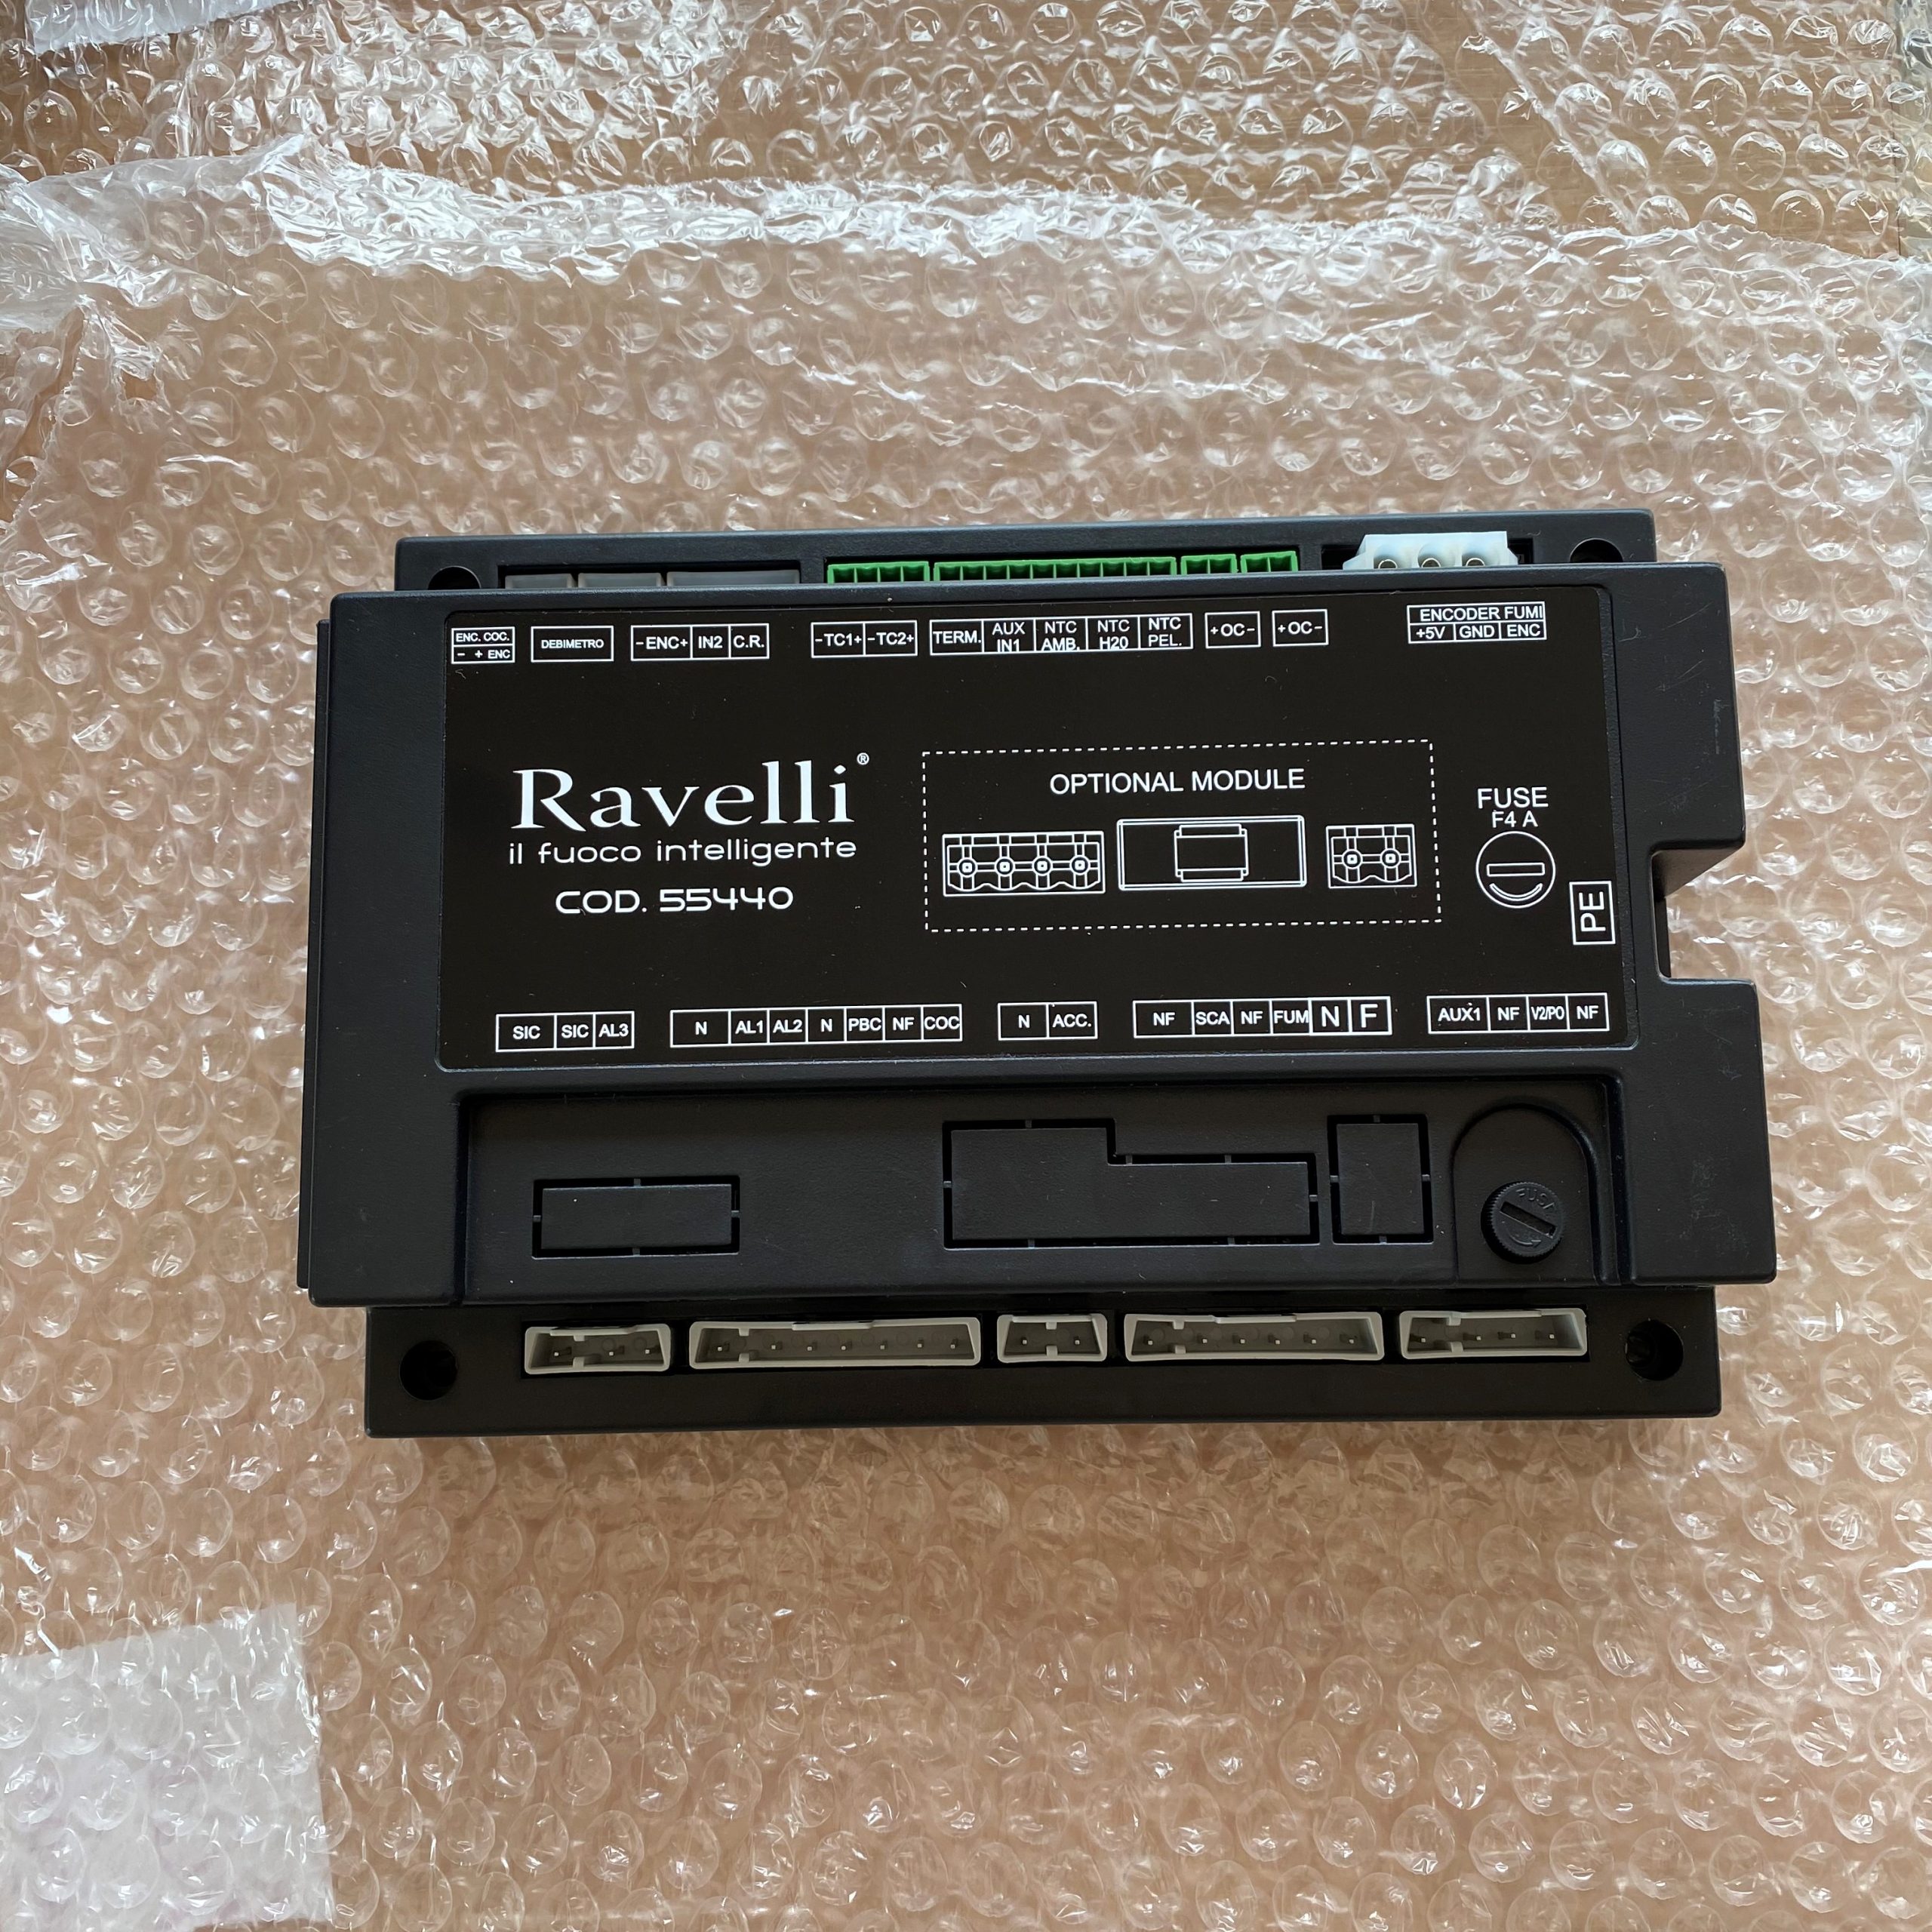 ENC. COC.
- + ENC
DEBIMETRO
-ENC+ IN2 C.R.
-TC1+ -TC2+
TERM. AUX IN1 NTC AMB. NTC H20 NTC PEL.
+OC-
+OC-
ENCODER FUMI
+5V GND ENC
Ravelli®
il fuoco intelligente
COD. 55440
OPTIONAL MODULE
FUSE
F4 A
PE
SIC SIC AL3
N AL1 AL2 N PBC NF COC
N ACC.
NF SCA NF FUM N F
AUX1 NF V2/P0 NF
FUSE